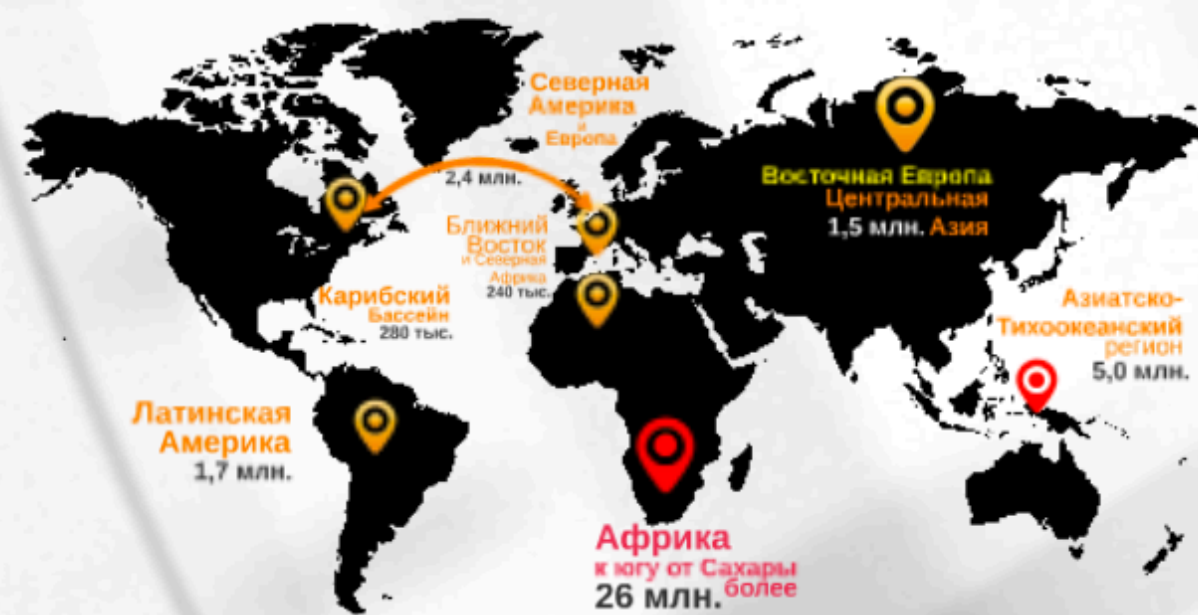 Северная
Америка
и
Европа
2,4 млн.
Восточная Европа
Центральная
1,5 млн. Азия
Ближний
Восток
и Северная
Африка
240 тыс.
Карибский
Бассейн
280 тыс.
Азиатско-
Тихоокеанский
регион
5,0 млн.
Латинская
Америка
1,7 млн.
Африка
к югу от Сахары
26 млн. более